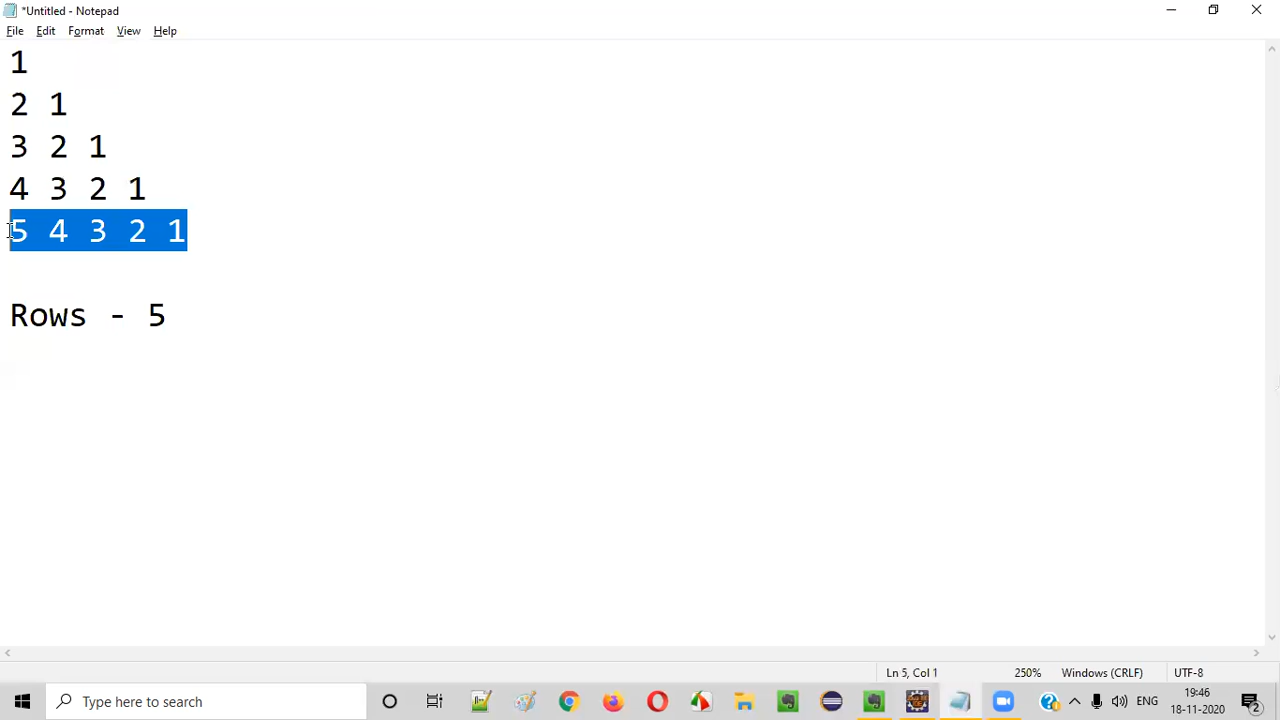 *Untitled - Notepad
File Edit Format View Help
1
2 1
3 2 1
4 3 2 1
5 4 3 2 1
Rows - 5
Ln 5, Col 1 250% Windows (CRLF) UTF-8
Type here to search
ENG
19:46
18-11-2020
2